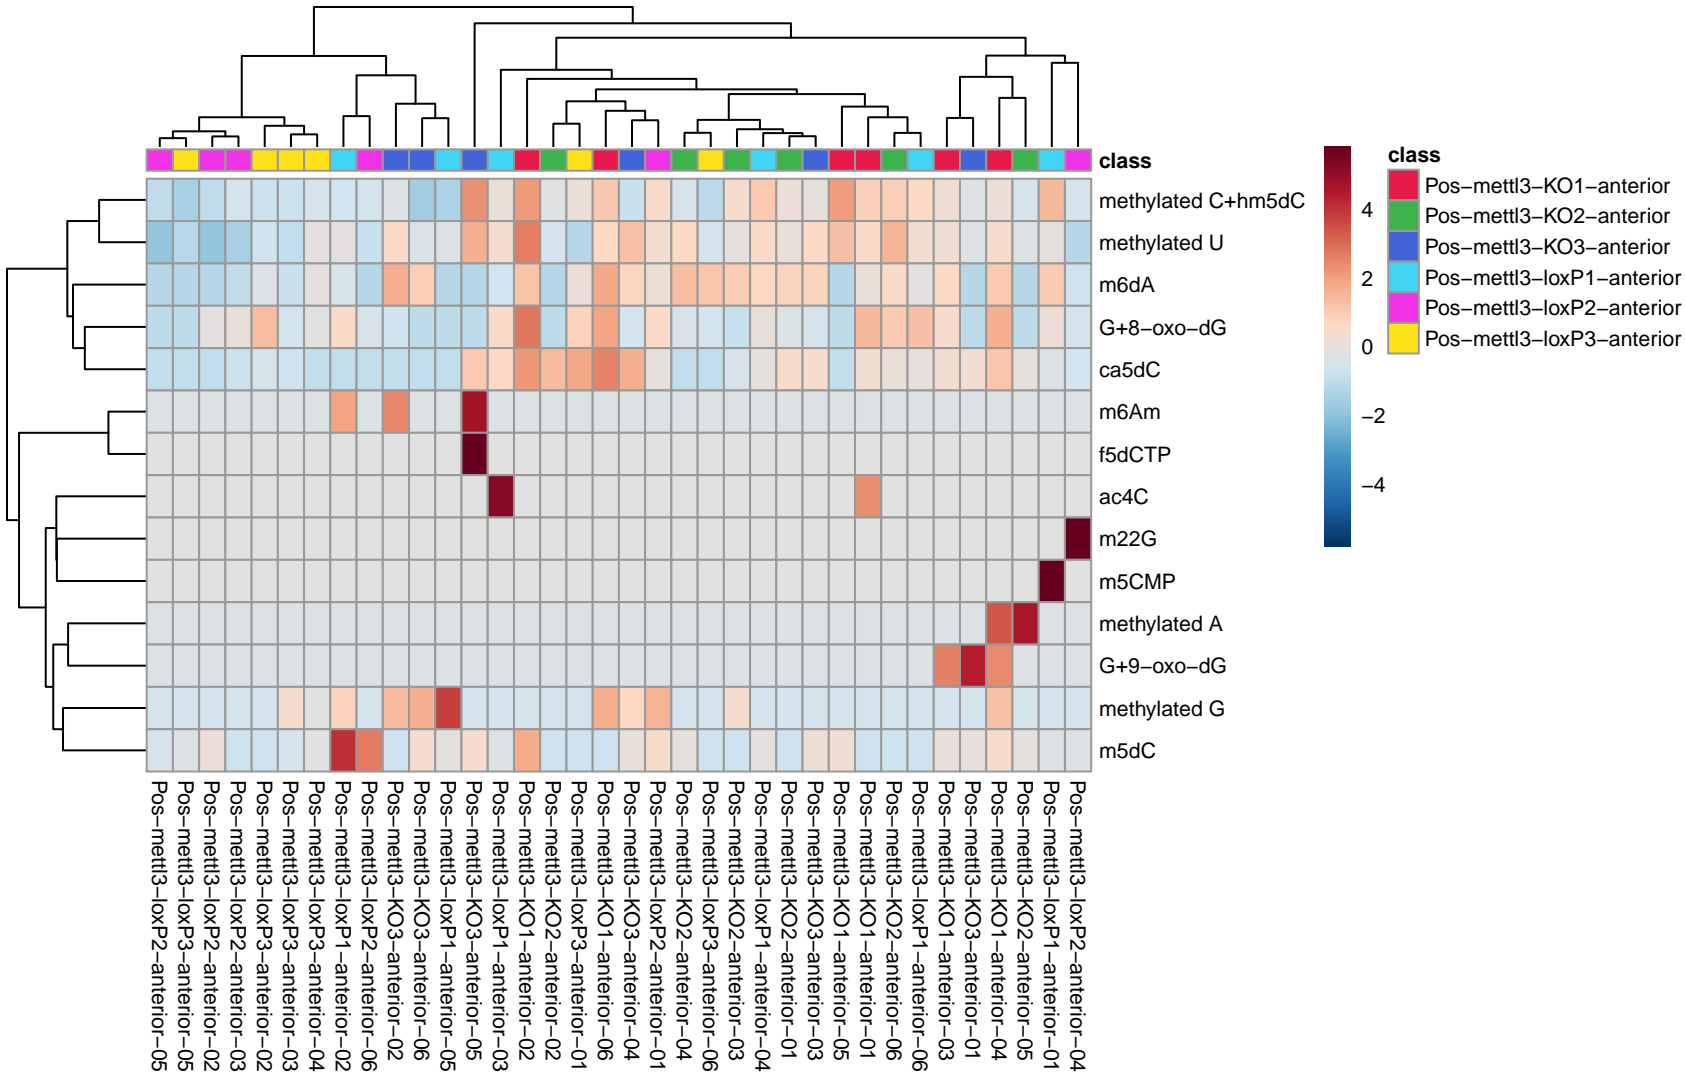 class
methylated C+hm5dC
methylated U
m6dA
G+8−oxo−dG
ca5dC
m6Am
f5dCTP
ac4C
m22G
m5CMP
methylated A
G+9−oxo−dG
methylated G
m5dC
4
2
0
−2
−4
class
Pos−mettl3−KO1−anterior
Pos−mettl3−KO2−anterior
Pos−mettl3−KO3−anterior
Pos−mettl3−loxP1−anterior
Pos−mettl3−loxP2−anterior
Pos−mettl3−loxP3−anterior
Pos−mettl3−loxP2−anterior−05
Pos−mettl3−loxP3−anterior−05
Pos−mettl3−loxP2−anterior−02
Pos−mettl3−loxP2−anterior−03
Pos−mettl3−loxP3−anterior−02
Pos−mettl3−loxP3−anterior−03
Pos−mettl3−loxP3−anterior−04
Pos−mettl3−loxP1−anterior−02
Pos−mettl3−loxP2−anterior−06
Pos−mettl3−KO3−anterior−02
Pos−mettl3−KO3−anterior−06
Pos−mettl3−loxP1−anterior−05
Pos−mettl3−KO3−anterior−05
Pos−mettl3−loxP1−anterior−03
Pos−mettl3−KO1−anterior−02
Pos−mettl3−KO2−anterior−02
Pos−mettl3−loxP3−anterior−01
Pos−mettl3−KO1−anterior−06
Pos−mettl3−KO3−anterior−04
Pos−mettl3−loxP2−anterior−01
Pos−mettl3−KO2−anterior−04
Pos−mettl3−loxP3−anterior−06
Pos−mettl3−KO2−anterior−03
Pos−mettl3−loxP1−anterior−04
Pos−mettl3−KO2−anterior−01
Pos−mettl3−KO3−anterior−03
Pos−mettl3−KO1−anterior−05
Pos−mettl3−KO1−anterior−01
Pos−mettl3−KO2−anterior−06
Pos−mettl3−loxP1−anterior−06
Pos−mettl3−KO1−anterior−03
Pos−mettl3−KO3−anterior−01
Pos−mettl3−KO1−anterior−04
Pos−mettl3−KO2−anterior−05
Pos−mettl3−loxP1−anterior−01
Pos−mettl3−loxP2−anterior−04